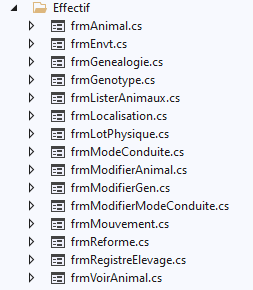 Effectif
frmAnimal.cs
frmEnvt.cs
frmGenealogie.cs
frmGenotype.cs
frmListerAnimaux.cs
frmLocalisation.cs
frmLotPhysique.cs
frmModeConduite.cs
frmModifierAnimal.cs
frmModifierGen.cs
frmModifierModeConduite.cs
frmMouvement.cs
frmReforme.cs
frmRegistreElevage.cs
frmVoirAnimal.cs